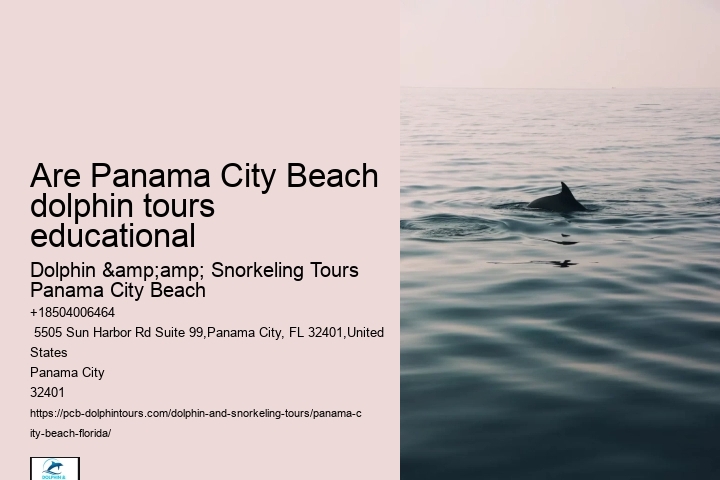 Are Panama City Beach
dolphin tours
educational
Dolphin &amp;amp; Snorkeling Tours
Panama City Beach
+18504006464
5505 Sun Harbor Rd Suite 99,Panama City, FL 32401,United
States
Panama City
32401
https://pcb-dolphintours.com/dolphin-and-snorkeling-tours/panama-c
ity-beach-florida/
DOLPHIN &